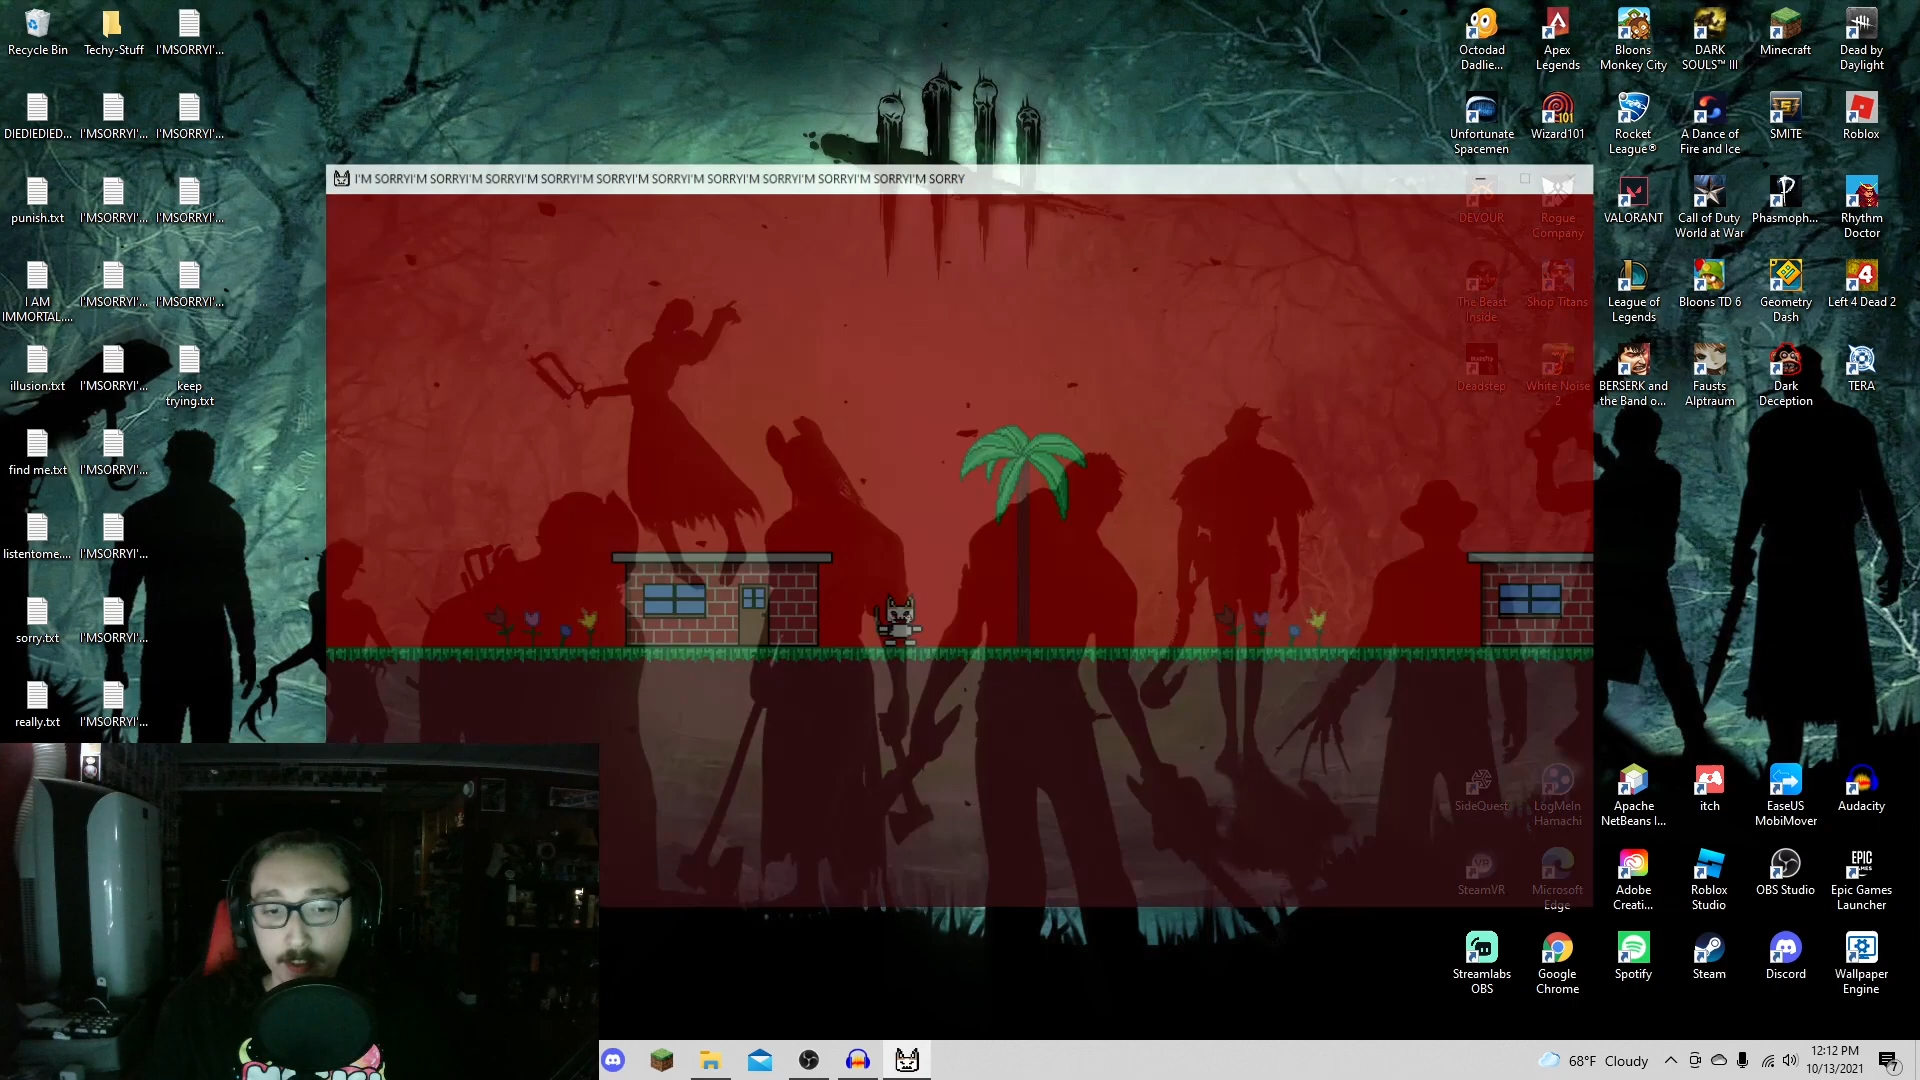 Recycle Bin
Techy-Stuff
I'MSORRYI'...
DIEDIEDIED...
I'MSORRYI'...
I'MSORRYI'...
punish.txt
I'MSORRYI'...
I'MSORRYI'...
I AM
IMMORTAL....
I'MSORRYI'...
I'MSORRYI'...
illusion.txt
I'MSORRYI'...
keep
trying.txt
find me.txt
I'MSORRYI'...
listentome....
I'MSORRYI'...
sorry.txt
I'MSORRYI'...
really.txt
I'MSORRYI'...
I'M SORRYI'M SORRYI'M SORRYI'M SORRYI'M SORRYI'M SORRYI'M SORRYI'M SORRYI'M SORRYI'M SORRYI'M SORRY
Octodad
Dadlie...
Apex
Legends
Bloons
Monkey City
DARK
SOULS™ III
Minecraft
Dead by
Daylight
Unfortunate
Spacemen
Wizard101
Rocket
League®
A Dance of
Fire and Ice
SMITE
Roblox
DEVOUR
Rogue
Company
VALORANT
Call of Duty
World at War
Phasmoph...
Rhythm
Doctor
The Beast
Inside
Shop Titans
League of
Legends
Bloons TD 6
Geometry
Dash
Left 4 Dead 2
Deadstep
White Noise
2
BERSERK and
the Band o...
Fausts
Alptraum
Dark
Deception
TERA
SideQuest
LogMeIn
Hamachi
Apache
NetBeans I...
itch
EaseUS
MobiMover
Audacity
SteamVR
Microsoft
Edge
Adobe
Creati...
Roblox
Studio
OBS Studio
Epic Games
Launcher
Streamlabs
OBS
Google
Chrome
Spotify
Steam
Discord
Wallpaper
Engine
68°F Cloudy
12:12 PM
10/13/2021
7